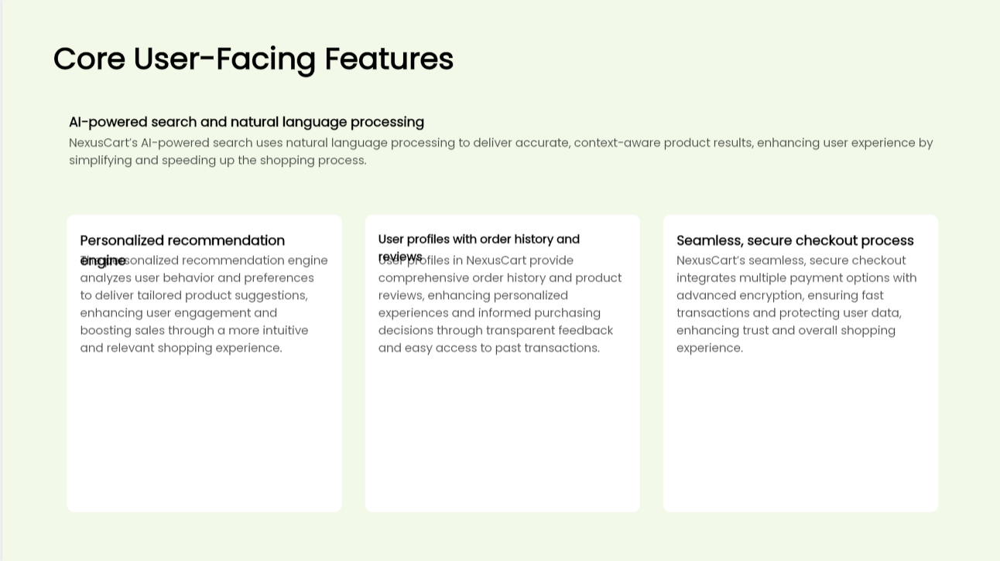 Core User-Facing Features
AI-powered search and natural language processing
NexusCart's AI-powered search uses natural language processing to deliver accurate, context-aware product results, enhancing user experience by
simplifying and speeding up the shopping process.
Personalized recommendation
engine
The personalized recommendation engine
analyzes user behavior and preferences
to deliver tailored product suggestions,
enhancing user engagement and
boosting sales through a more intuitive
and relevant shopping experience.
User profiles with order history and
reviews
User profiles in NexusCart provide
comprehensive order history and product
reviews, enhancing personalized
experiences and informed purchasing
decisions through transparent feedback
and easy access to past transactions.
Seamless, secure checkout process
NexusCart's seamless, secure checkout
integrates multiple payment options with
advanced encryption, ensuring fast
transactions and protecting user data,
enhancing trust and overall shopping
experience.